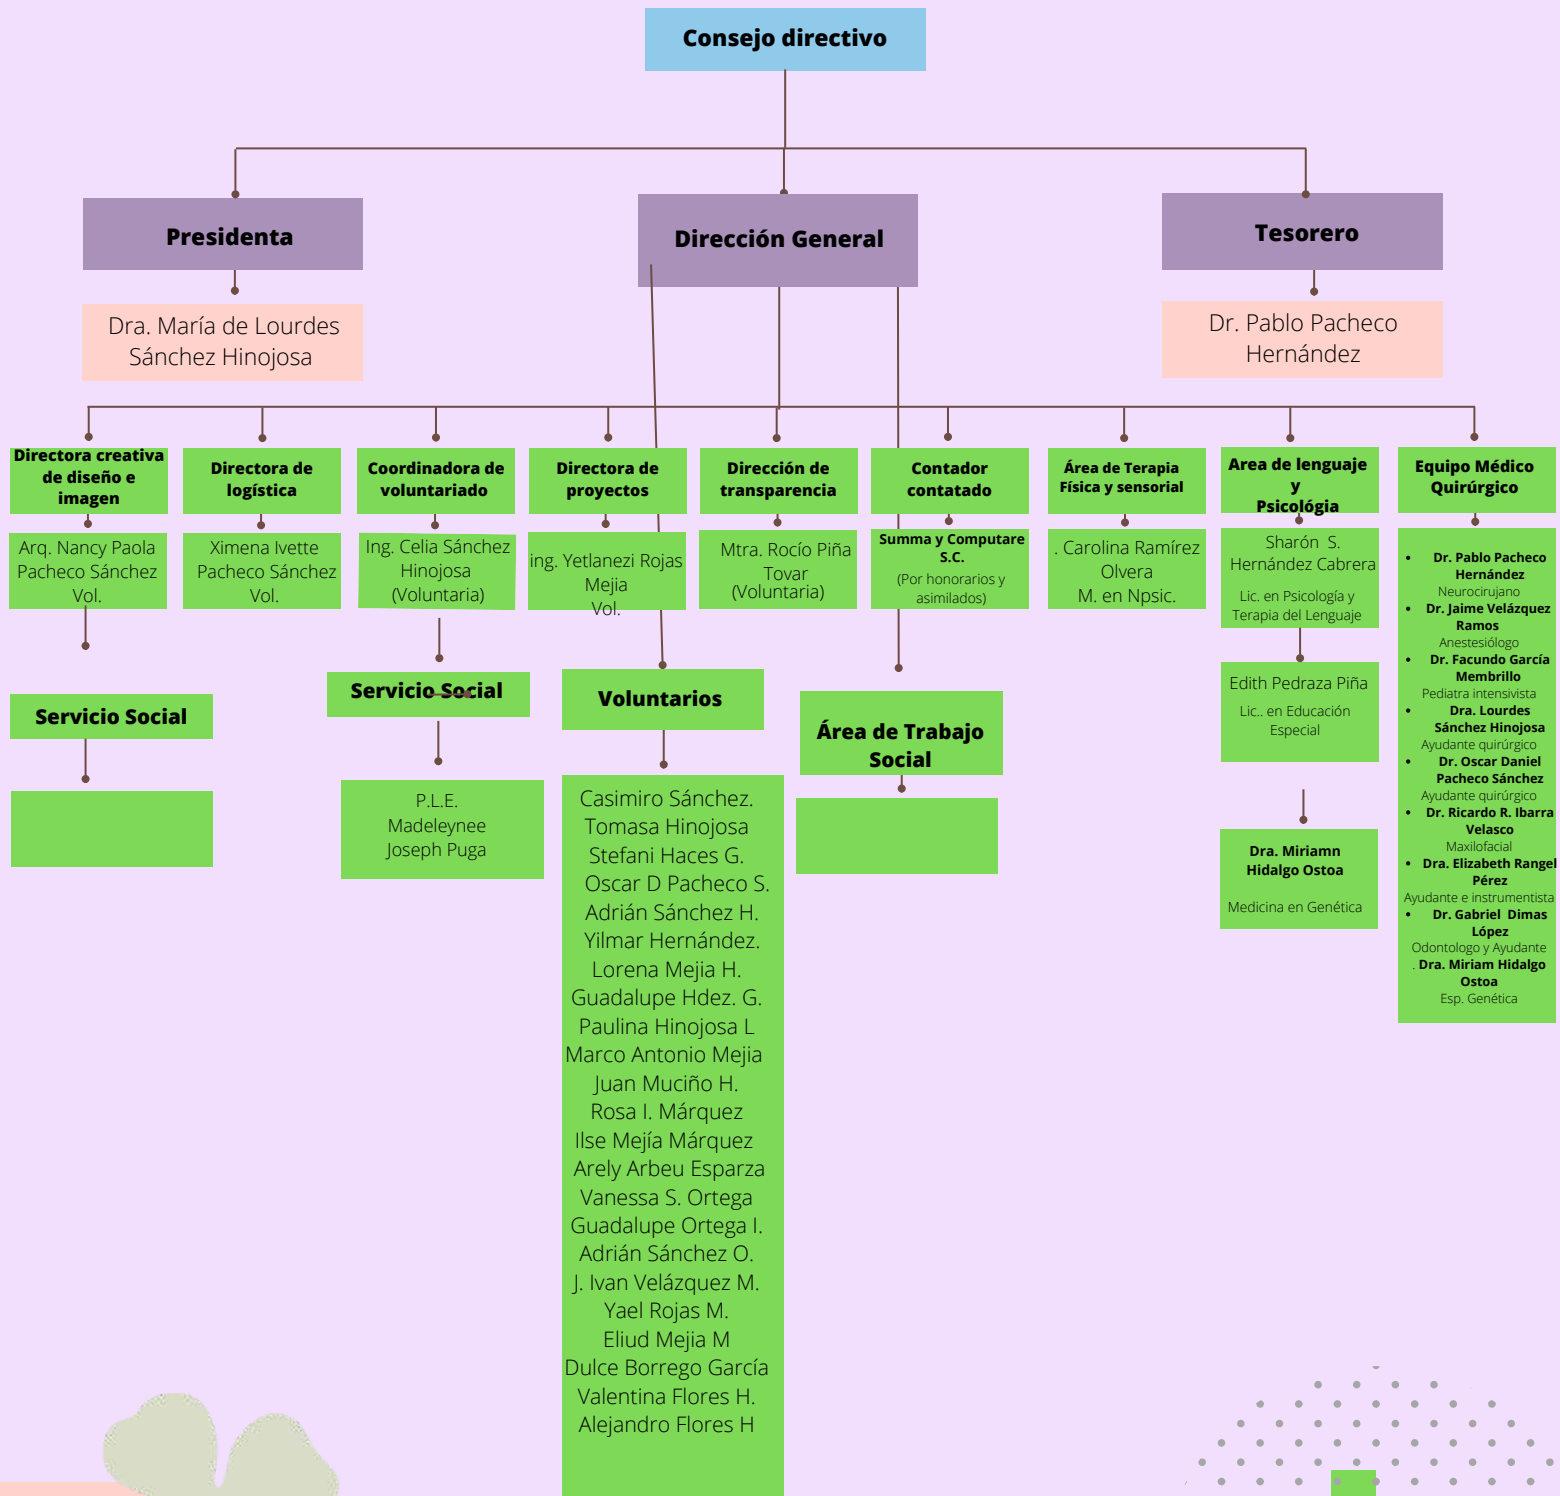 Consejo directivo
Presidenta
Dirección General
Tesorero
Dra. María de Lourdes
Sánchez Hinojosa
Dr. Pablo Pacheco
Hernández
Directora creativa
de diseño e
imagen
Arq. Nancy Paola
Pacheco Sánchez
Vol.
Servicio Social
Directora de
logística
Ximena Ivette
Pacheco Sánchez
Vol.
Coordinadora de
voluntariado
Ing. Celia Sánchez
Hinojosa
(Voluntaria)
Servicio Social
P.L.E.
Madeleynee
Joseph Puga
Directora de
proyectos
ing. Yetlanezi Rojas
Mejia
Vol.
Voluntarios
Casimiro Sánchez.
Tomasa Hinojosa
Stefani Haces G.
Oscar D Pacheco S.
Adrián Sánchez H.
Yilmar Hernández.
Lorena Mejia H.
Guadalupe Hdez. G.
Paulina Hinojosa L
Marco Antonio Mejia
Juan Muciño H.
Rosa I. Márquez
Ilse Mejía Márquez
Arely Arbeu Esparza
Vanessa S. Ortega
Guadalupe Ortega I.
Adrián Sánchez O.
J. Ivan Velázquez M.
Yael Rojas M.
Eliud Mejia M
Dulce Borrego García
Valentina Flores H.
Alejandro Flores H
Dirección de
transparencia
Mtra. Rocío Piña
Tovar
(Voluntaria)
Contador
contatado
Summa y Computare
S.C.
(Por honorarios y
asimilados)
Área de Trabajo
Social
Área de Terapia
Física y sensorial
. Carolina Ramírez
Olvera
M. en Npsic.
Area de lenguaje
y
Psicológia
Sharón S.
Hernández Cabrera
Lic. en Psicología y
Terapia del Lenguaje
Edith Pedraza Piña
Lic.. en Educación
Especial
Dra. Miriamn
Hidalgo Ostoa
Medicina en Genética
Equipo Médico
Quirúrgico
• Dr. Pablo Pacheco
Hernández
Neurocirujano
• Dr. Jaime Velázquez
Ramos
Anestesiólogo
• Dr. Facundo García
Membrillo
Pediatra intensivista
• Dra. Lourdes
Sánchez Hinojosa
Ayudante quirúrgico
• Dr. Oscar Daniel
Pacheco Sánchez
Ayudante quirúrgico
• Dr. Ricardo R. Ibarra
Velasco
Maxilofacial
• Dra. Elizabeth Rangel
Pérez
Ayudante e instrumentista
• Dr. Gabriel Dimas
López
Odontologo y Ayudante
. Dra. Miriam Hidalgo
Ostoa
Esp. Genética